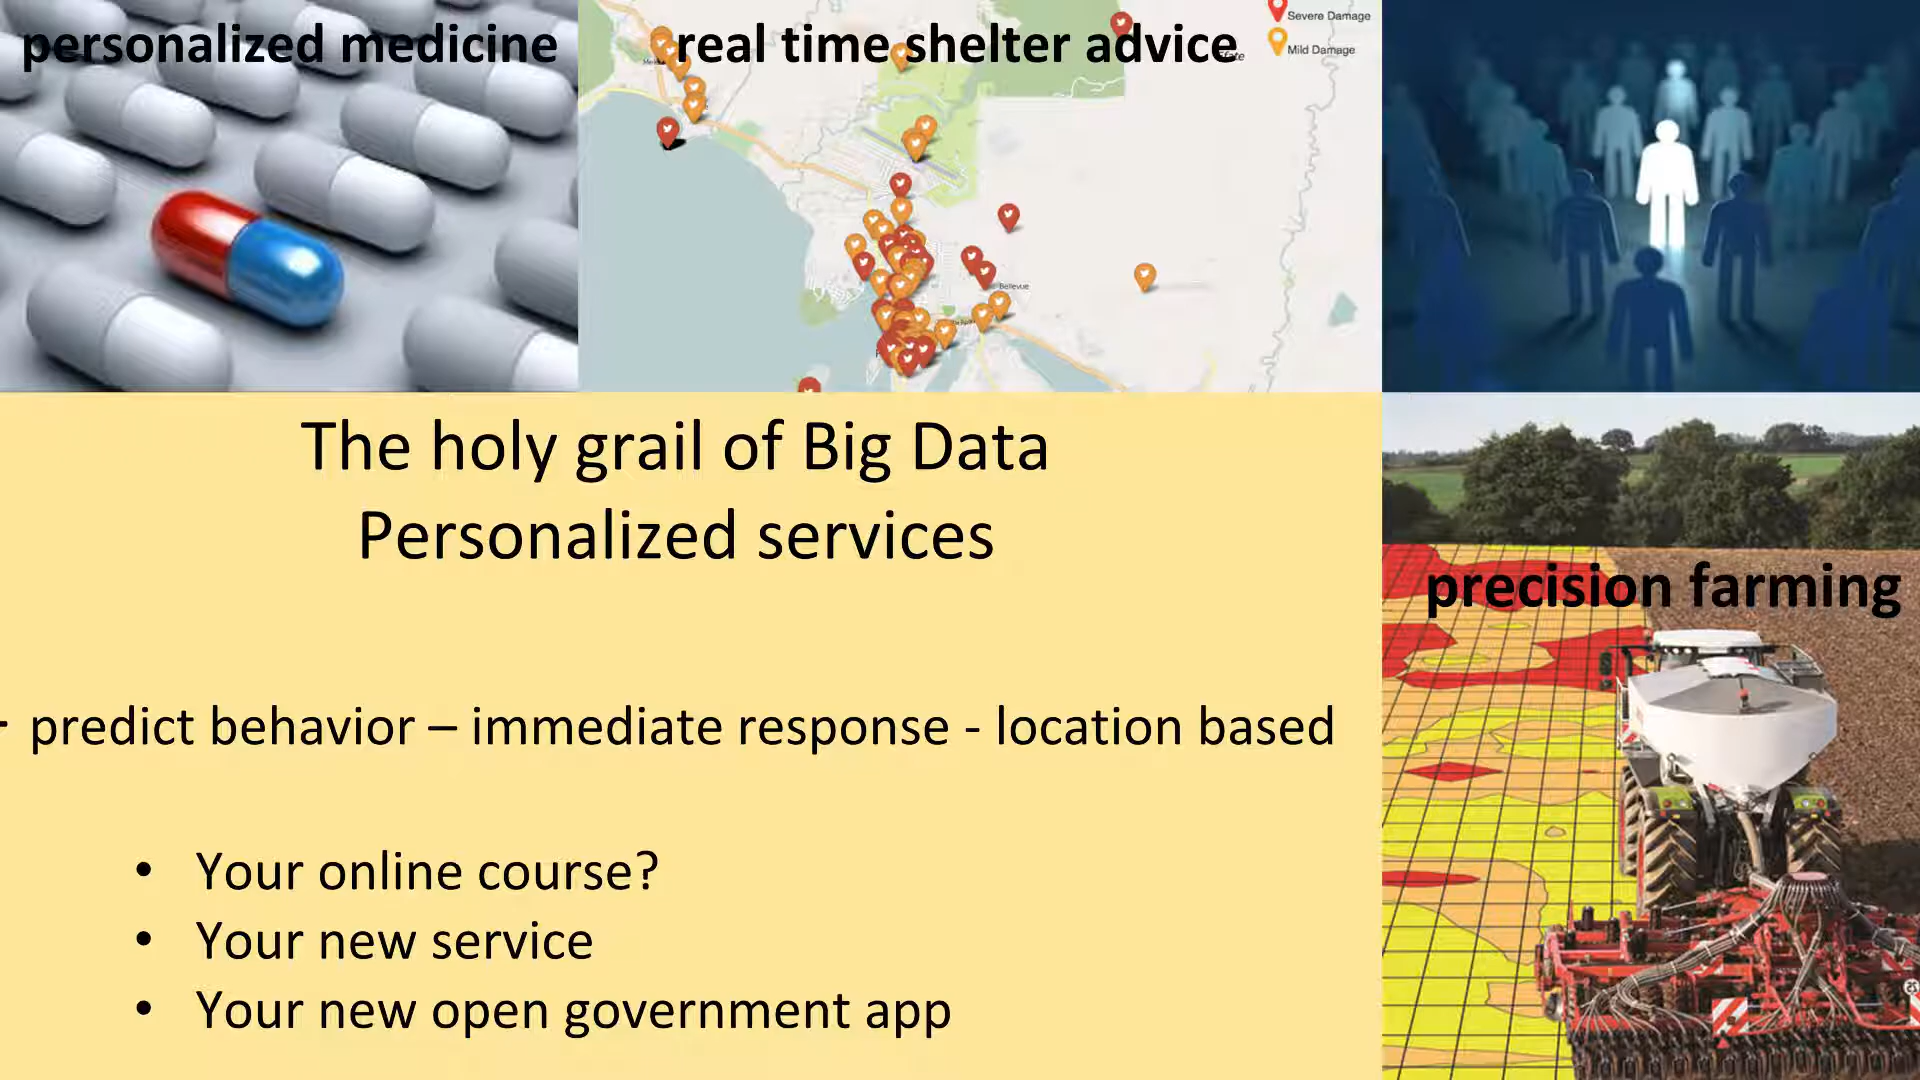 personalized medicine
real time shelter advice
Severe Damage
Mild Damage
Bellevue
The holy grail of Big Data
Personalized services
- predict behavior – immediate response - location based
precision farming
• Your online course?
• Your new service
• Your new open government app